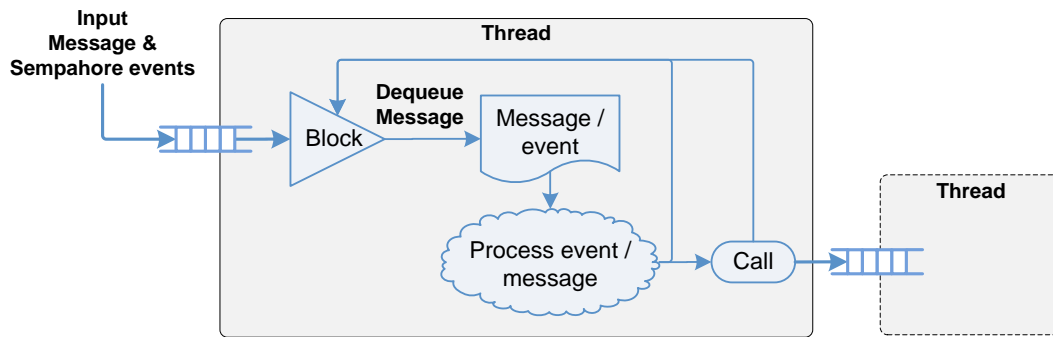 Input
Message &
Sempahore events
Thread
Dequeue
Message
Block
Message /
event
Process event /
message
Call
Thread